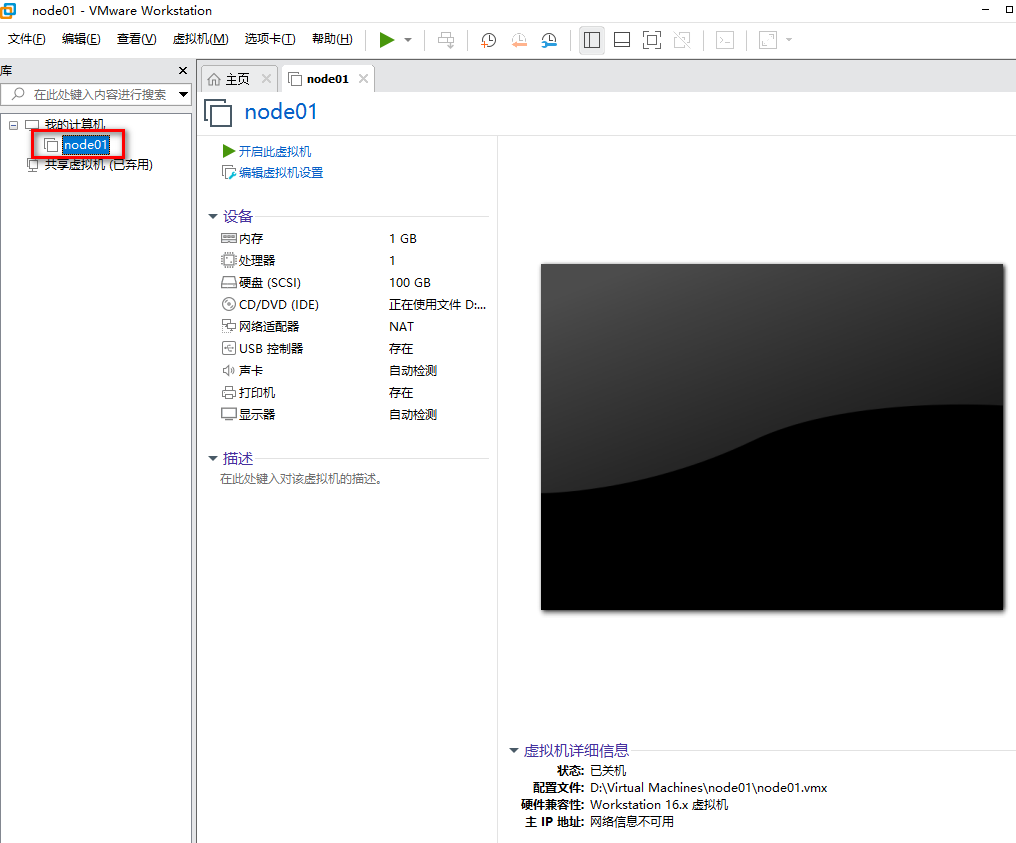 node01 - VMware Workstation
文件(F) 编辑(E) 查看(V) 虚拟机(M) 选项卡(T) 帮助(H)
库
在此处键入内容进行搜索
我的计算机
node01
共享虚拟机 (已弃用)
主页 node01
node01
开启此虚拟机
编辑虚拟机设置
设备
内存 1 GB
处理器 1
硬盘 (SCSI) 100 GB
CD/DVD (IDE) 正在使用文件 D:...
网络适配器 NAT
USB 控制器 存在
声卡 自动检测
打印机 存在
显示器 自动检测
描述
在此处键入对该虚拟机的描述。
虚拟机详细信息
状态: 已关机
配置文件: D:\Virtual Machines\node01\node01.vmx
硬件兼容性: Workstation 16.x 虚拟机
主 IP 地址: 网络信息不可用